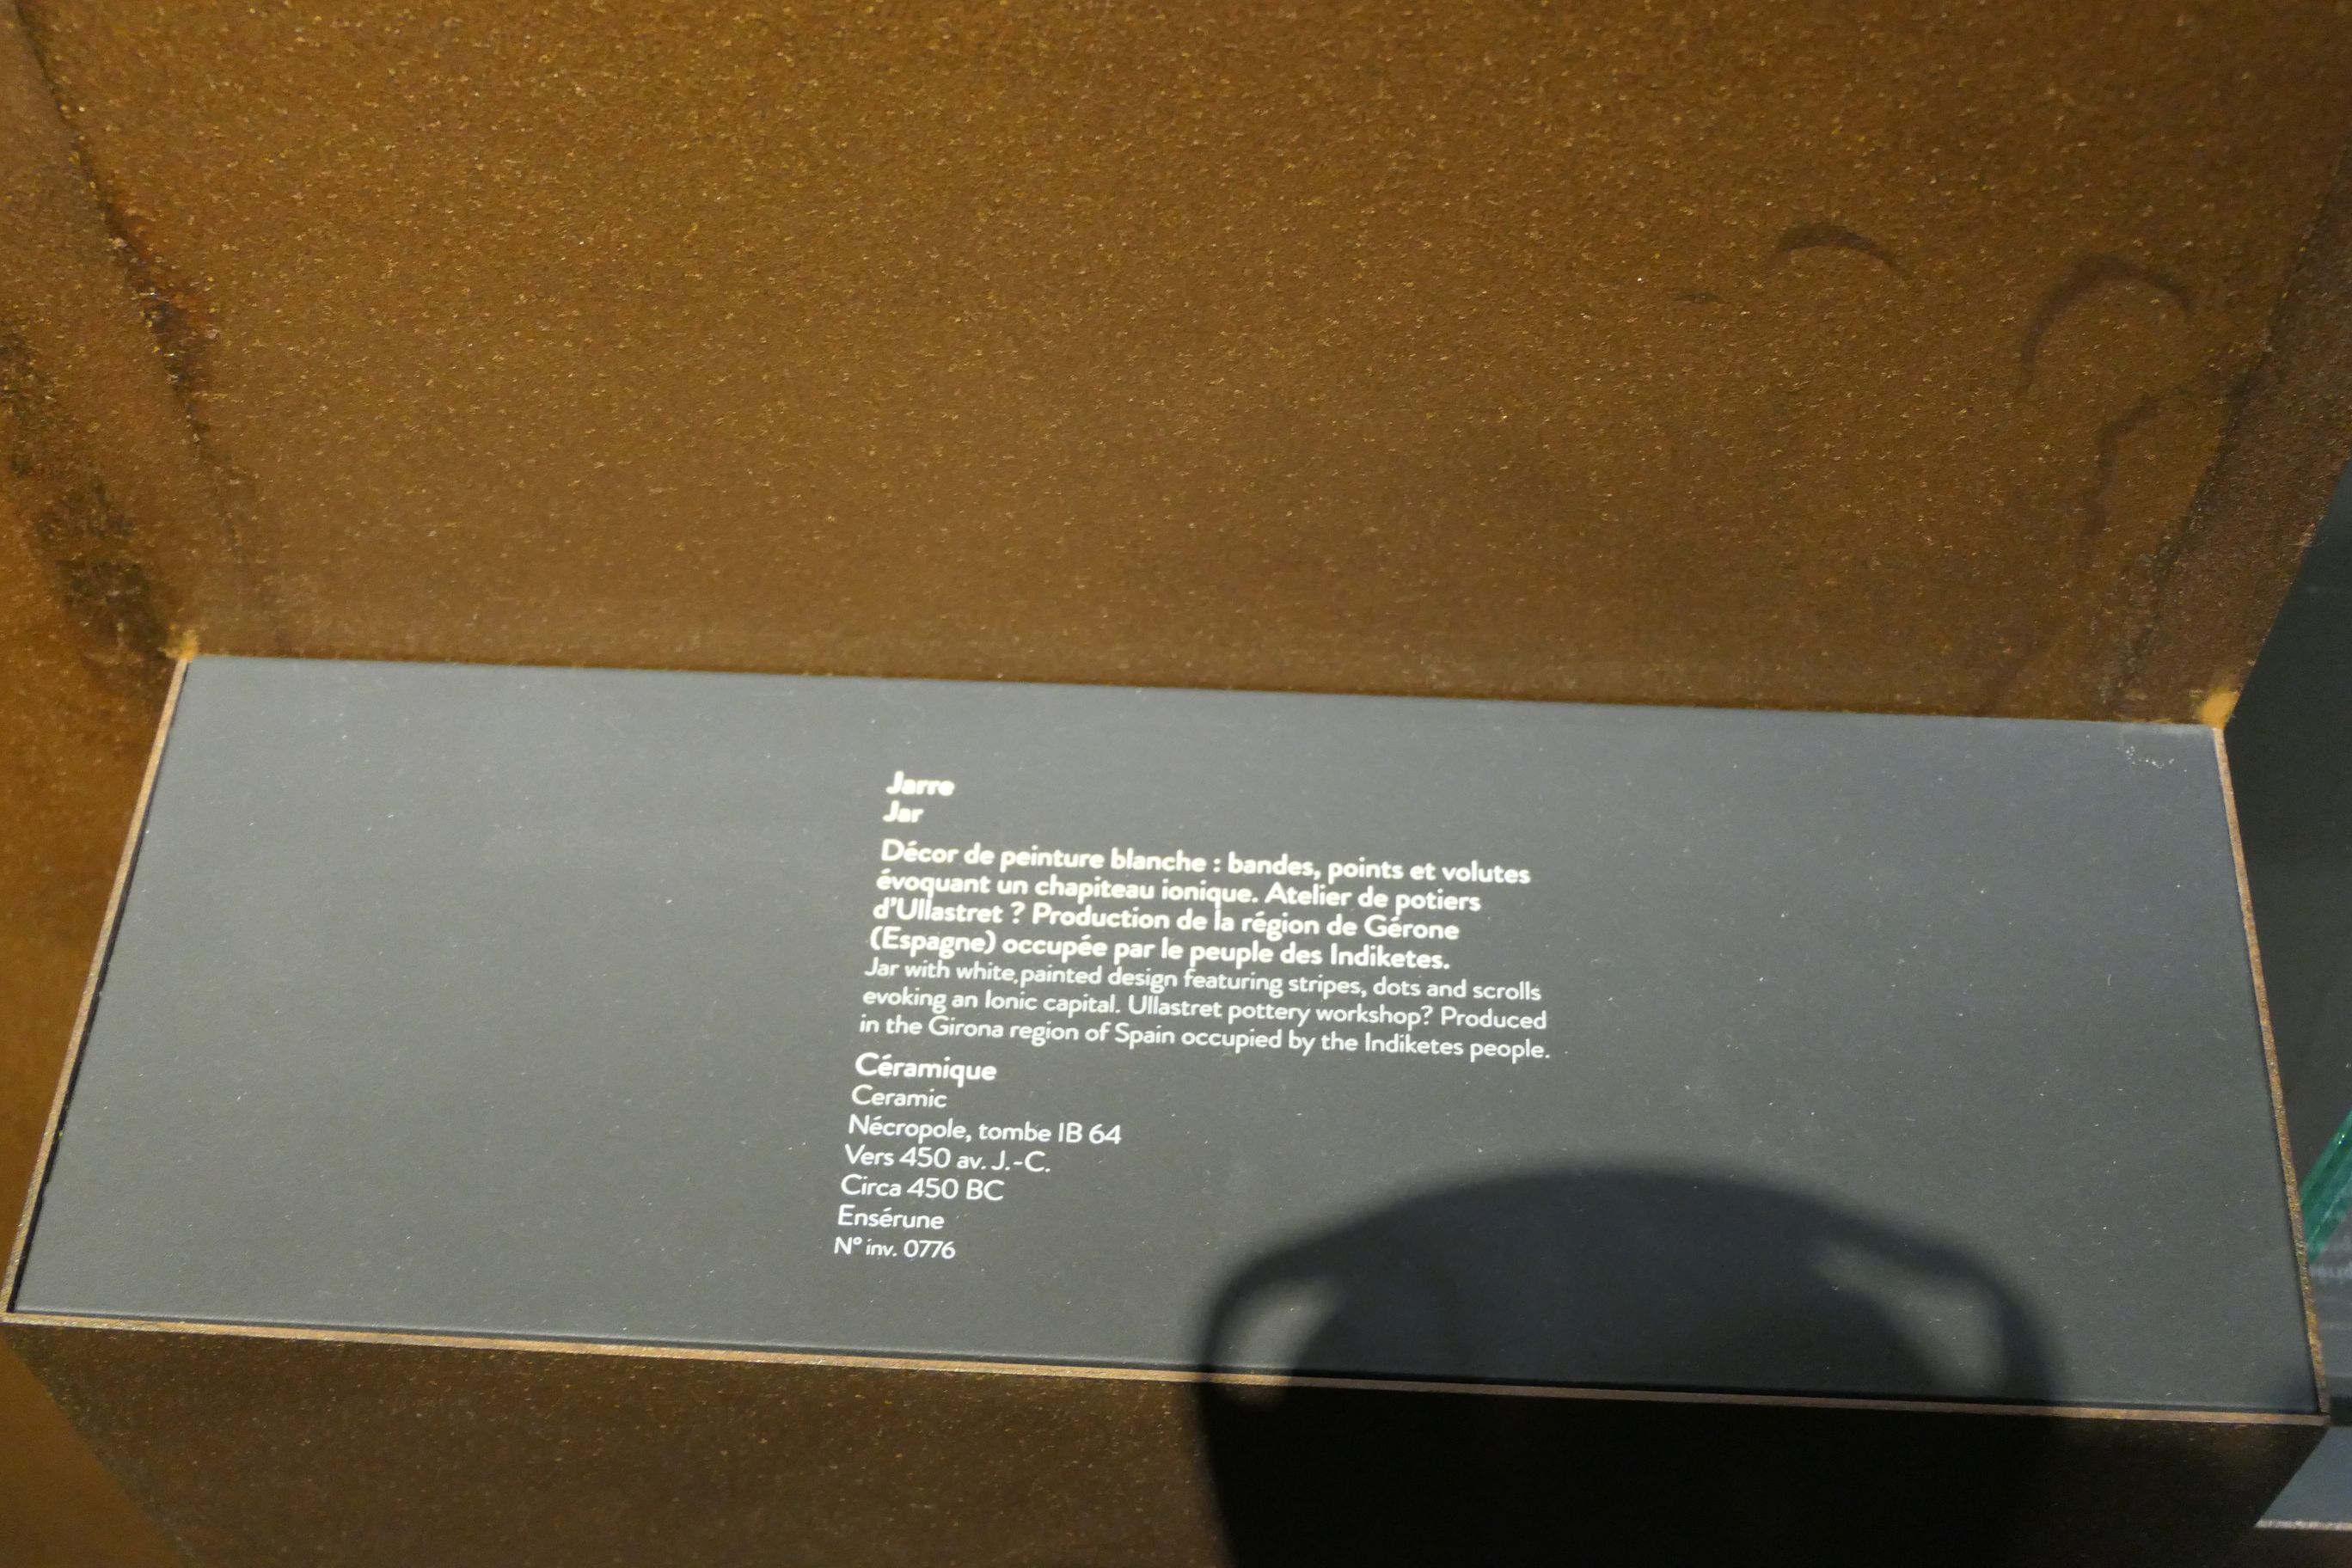 Jarre
Jar
Décor de peinture blanche : bandes, points et volutes
évoquant un chapiteau ionique. Atelier de potiers
d'Ullastret ? Production de la région de Gérone
(Espagne) occupée par le peuple des Indiketes.
Jar with white,painted design featuring stripes, dots and scrolls
evoking an Ionic capital. Ullastret pottery workshop? Produced
in the Girona region of Spain occupied by the Indiketes people.
Céramique
Ceramic
Nécropole, tombe IB 64
Vers 450 av. J.-C.
Circa 450 BC
Ensérune
N° inv. 0776